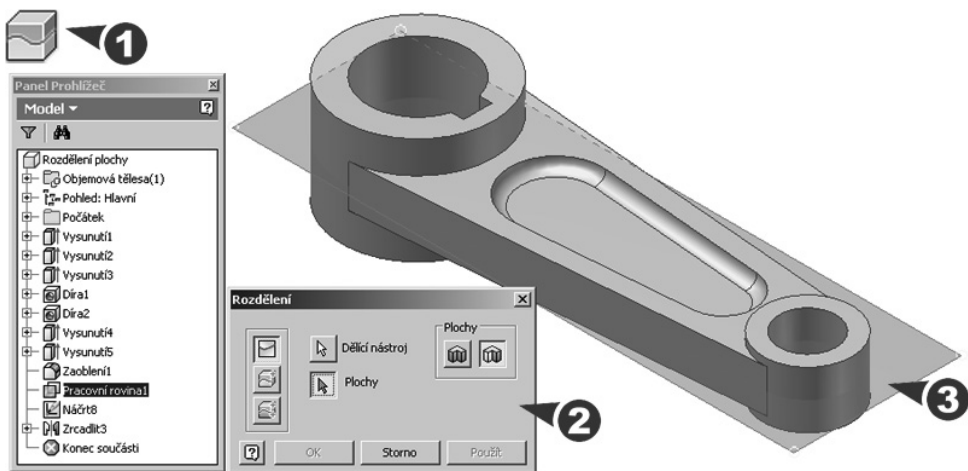 1
Panel Prohlížeč
Model
Rozdělení plochy
Objemová tělesa(1)
Pohled: Hlavní
Počátek
Vysunutí1
Vysunutí2
Vysunutí3
Díra1
Díra2
Vysunutí4
Vysunutí5
Zaoblení1
Pracovní rovina1
Náčrt8
Zrcadlit3
Konec součásti
Rozdělení
Dělící nástroj
Plochy
Plochy
OK
Storno
Použít
2
3